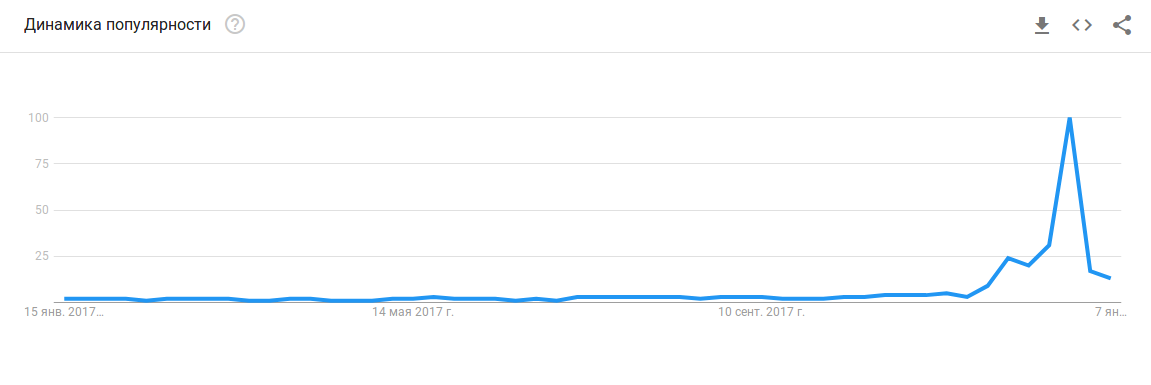 Динамика популярности
100
75
50
25
15 янв. 2017…
14 мая 2017 г.
10 сент. 2017 г.
7 ян…